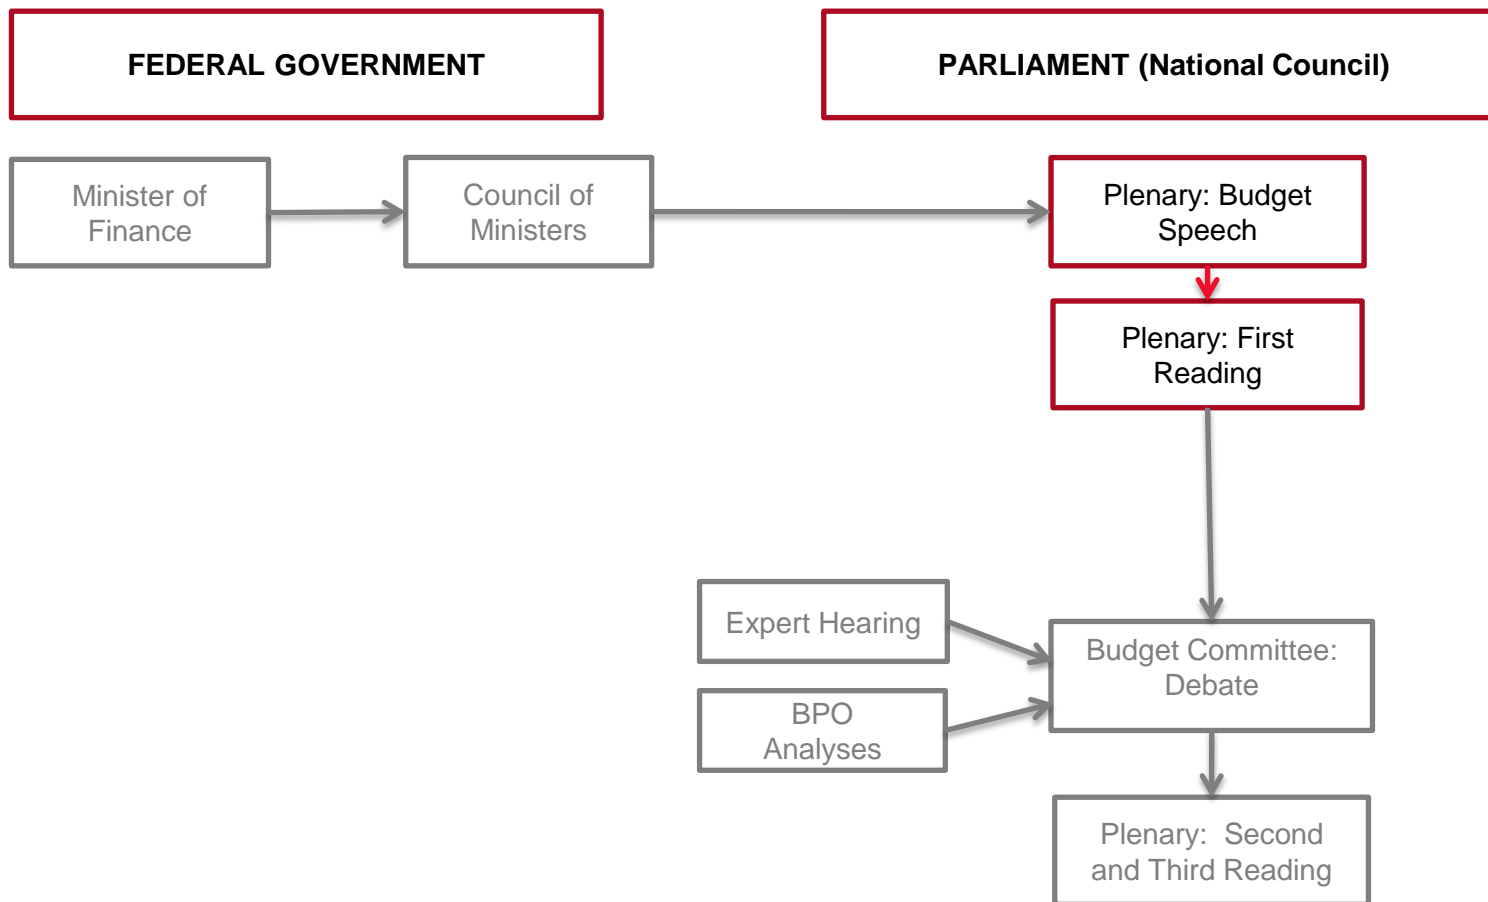 FEDERAL GOVERNMENT
PARLIAMENT (National Council)
Minister of
Finance
Council of
Ministers
Plenary: Budget
Speech
Plenary: First
Reading
Expert Hearing
BPO
Analyses
Budget Committee:
Debate
Plenary:  Second
and Third Reading